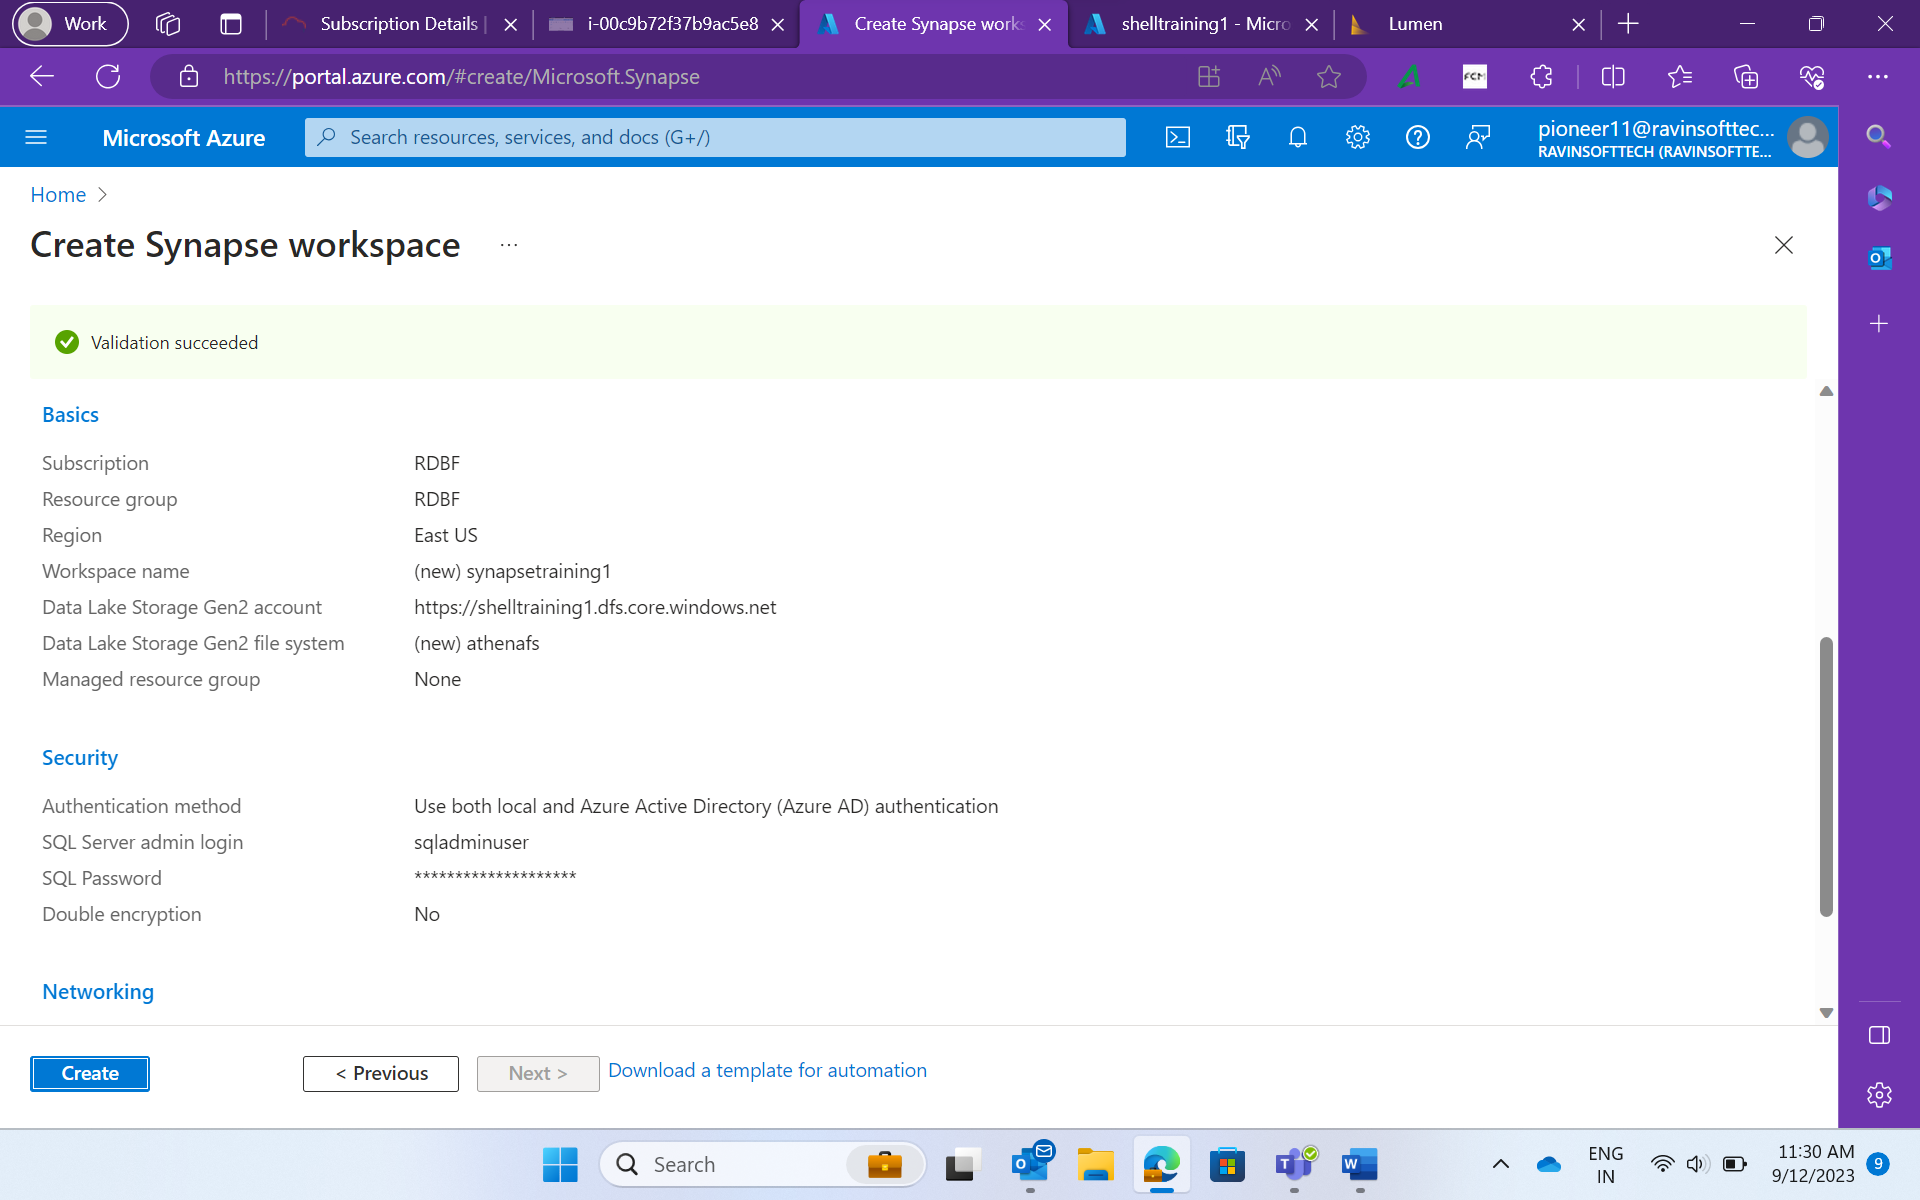 Work
Subscription Details |
i-00c9b72f37b9ac5e8
Create Synapse works
shelltraining1 - Micro
Lumen
https://portal.azure.com/#create/Microsoft.Synapse
FCM
Microsoft Azure
Search resources, services, and docs (G+/)
pioneer11@ravinsofttec...
RAVINSOFTTECH (RAVINSOFTTE...
Home >
Create Synapse workspace ...
Validation succeeded
Basics
Subscription RDBF
Resource group RDBF
Region East US
Workspace name (new) synapsetraining1
Data Lake Storage Gen2 account https://shelltraining1.dfs.core.windows.net
Data Lake Storage Gen2 file system (new) athenafs
Managed resource group None
Security
Authentication method Use both local and Azure Active Directory (Azure AD) authentication
SQL Server admin login sqladminuser
SQL Password ********************
Double encryption No
Networking
Create
< Previous
Next >
Download a template for automation
Search
ENG
IN
11:30 AM
9/12/2023
9